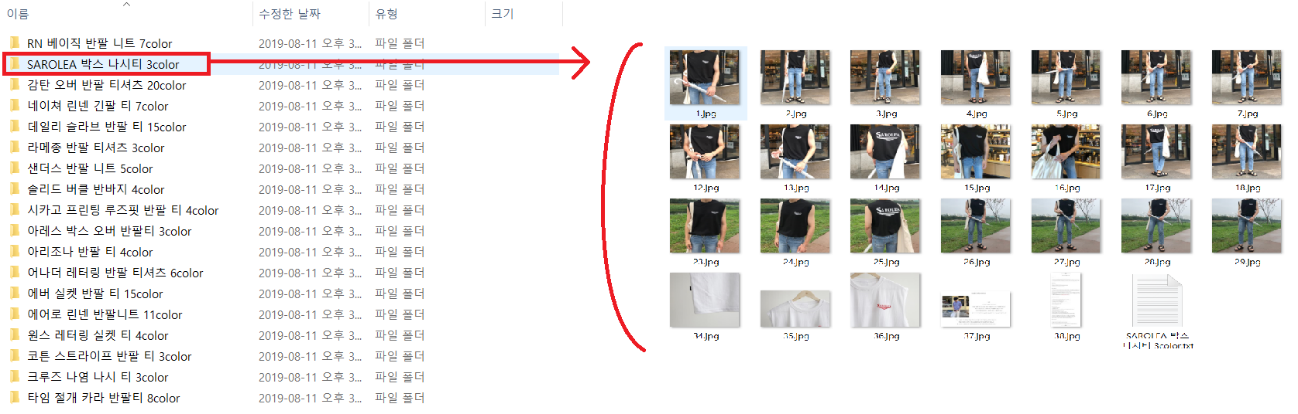 이름 수정한 날짜 유형 크기
RN 베이직 반팔 니트 7color 2019-08-11 오후 3... 파일 폴더
SAROLEA 박스 나시티 3color 2019-08-11 오후 3... 파일 폴더
감탄 오버 반팔 티셔츠 20color 2019-08-11 오후 3... 파일 폴더
네이쳐 린넨 긴팔 티 7color 2019-08-11 오후 3... 파일 폴더
데일리 슬라브 반팔 티 15color 2019-08-11 오후 3... 파일 폴더
라메종 반팔 티셔츠 3color 2019-08-11 오후 3... 파일 폴더
샌더스 반팔 니트 5color 2019-08-11 오후 3... 파일 폴더
솔리드 버클 반바지 4color 2019-08-11 오후 3... 파일 폴더
시카고 프린팅 루즈핏 반팔 티 4color 2019-08-11 오후 3... 파일 폴더
아레스 박스 오버 반팔티 3color 2019-08-11 오후 3... 파일 폴더
아리조나 반팔 티 4color 2019-08-11 오후 3... 파일 폴더
어나더 레터링 반팔 티셔츠 6color 2019-08-11 오후 3... 파일 폴더
에버 실켓 반팔 티 15color 2019-08-11 오후 3... 파일 폴더
에어로 린넨 반팔니트 11color 2019-08-11 오후 3... 파일 폴더
원스 레터링 실켓 티 4color 2019-08-11 오후 3... 파일 폴더
코튼 스트라이프 반팔 티 3color 2019-08-11 오후 3... 파일 폴더
크루즈 나염 나시 티 3color 2019-08-11 오후 3... 파일 폴더
타임 절개 카라 반팔티 8color 2019-08-11 오후 3... 파일 폴더
1.jpg 2.jpg 3.jpg 4.jpg 5.jpg 6.jpg 7.jpg
SAROLEA
12.jpg 13.jpg 14.jpg 15.jpg 16.jpg 17.jpg 18.jpg
SAROLEA
23.jpg 24.jpg 25.jpg 26.jpg 27.jpg 28.jpg 29.jpg
34.jpg 35.jpg 36.jpg 37.jpg 38.jpg SAROLEA 박스
나시티 3color.txt